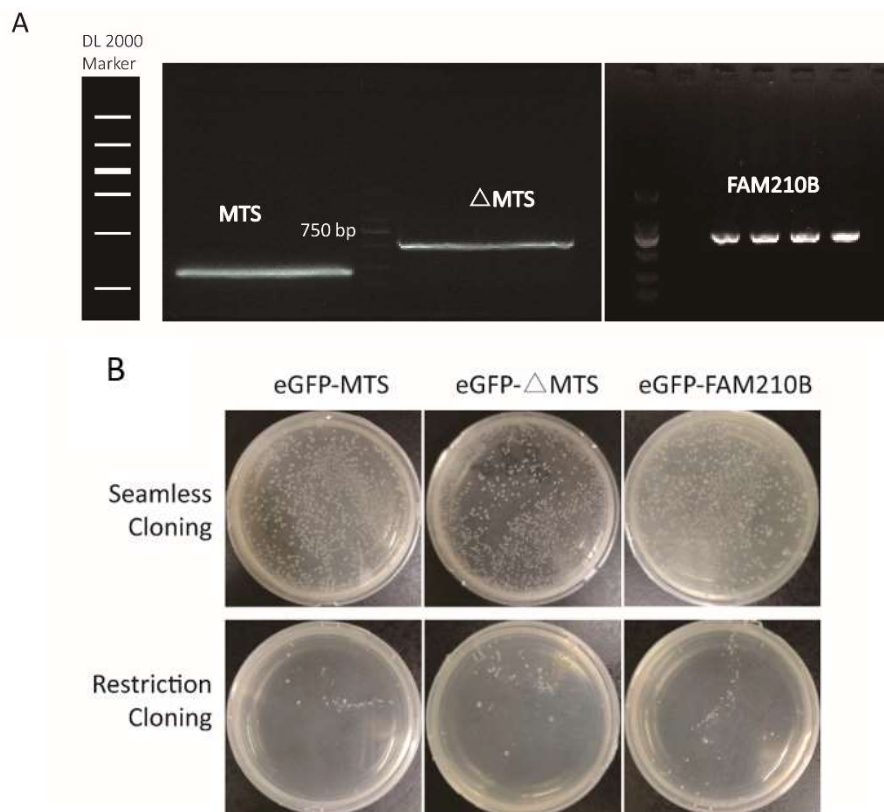 A
DL 2000
Marker
MTS
750 bp
△MTS
FAM210B
B
eGFP-MTS
eGFP-△MTS
eGFP-FAM210B
Seamless
Cloning
Restriction
Cloning